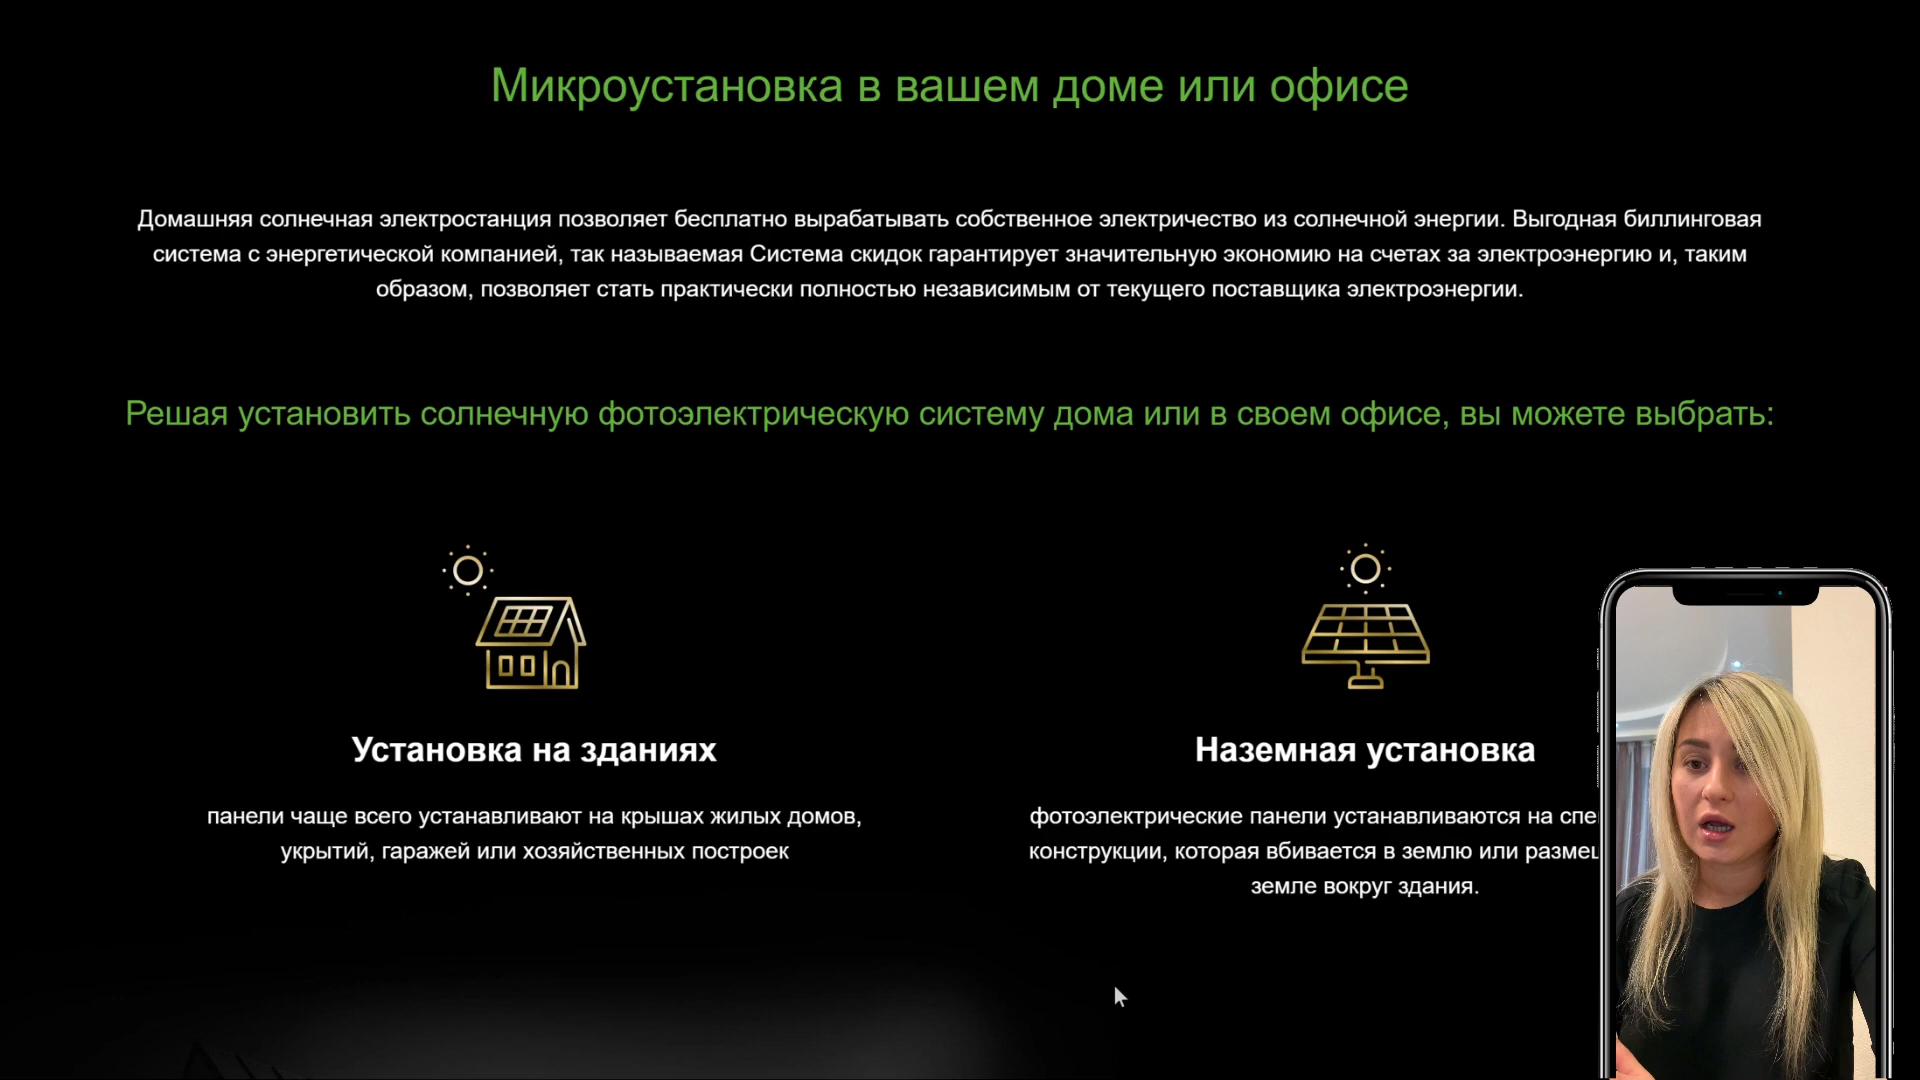 Микроустановка в вашем доме или офисе
Домашняя солнечная электростанция позволяет бесплатно вырабатывать собственное электричество из солнечной энергии. Выгодная биллинговая
система с энергетической компанией, так называемая Система скидок гарантирует значительную экономию на счетах за электроэнергию и, таким
образом, позволяет стать практически полностью независимым от текущего поставщика электроэнергии.
Решая установить солнечную фотоэлектрическую систему дома или в своем офисе, вы можете выбрать:
Установка на зданиях
панели чаще всего устанавливают на крышах жилых домов,
укрытий, гаражей или хозяйственных построек
Наземная установка
фотоэлектрические панели устанавливаются на
конструкции, которая вбивается в землю или
земле вокруг здания.